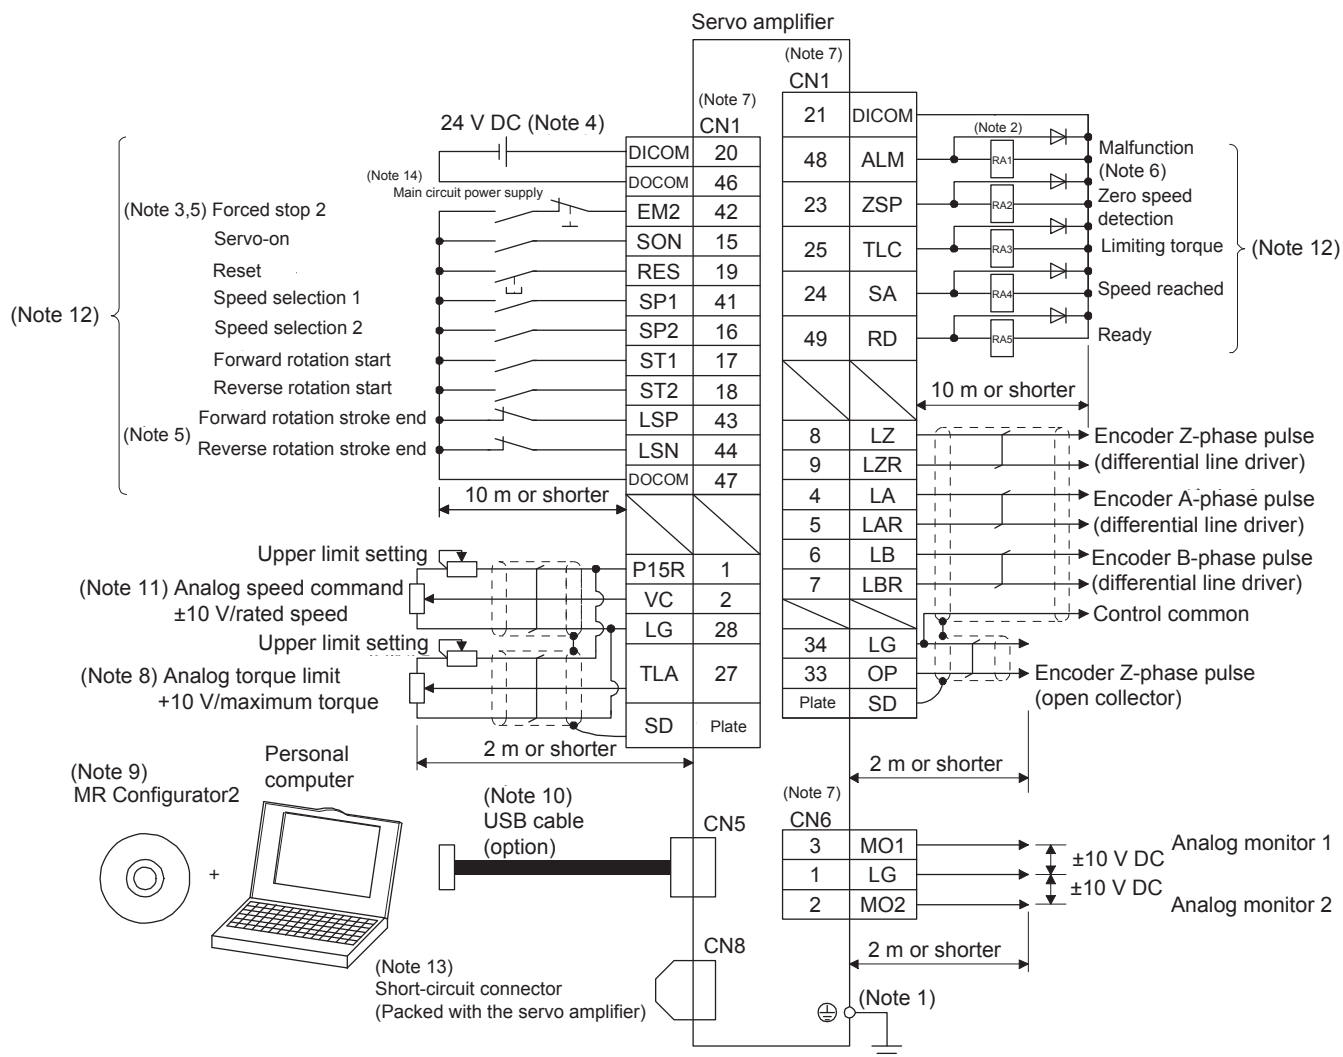 Servo amplifier
(Note 7)
CN1
21 DICOM
48 ALM
23 ZSP
25 TLC
24 SA
49 RD
(Note 2)
RA1
RA2
RA3
RA4
RA5
Malfunction
(Note 6)
Zero speed
detection
Limiting torque
Speed reached
Ready
(Note 12)
10 m or shorter
(Note 7)
CN1
24 V DC (Note 4)
DICOM 20
DOCOM 46
EM2 42
SON 15
RES 19
SP1 41
SP2 16
ST1 17
ST2 18
LSP 43
LSN 44
DOCOM 47
(Note 14)
Main circuit power supply
(Note 12)
(Note 3,5) Forced stop 2
Servo-on
Reset
Speed selection 1
Speed selection 2
Forward rotation start
Reverse rotation start
Forward rotation stroke end
(Note 5)
Reverse rotation stroke end
10 m or shorter
Upper limit setting
(Note 11) Analog speed command
±10 V/rated speed
Upper limit setting
(Note 8) Analog torque limit
+10 V/maximum torque
P15R 1
VC 2
LG 28
TLA 27
SD Plate
2 m or shorter
8 LZ
9 LZR
4 LA
5 LAR
6 LB
7 LBR
34 LG
33 OP
Plate SD
Encoder Z-phase pulse
(differential line driver)
Encoder A-phase pulse
(differential line driver)
Encoder B-phase pulse
(differential line driver)
Control common
Encoder Z-phase pulse
(open collector)
2 m or shorter
(Note 9)
MR Configurator2
+
Personal
computer
(Note 10)
USB cable
(option)
CN5
(Note 7)
CN6
3 MO1
1 LG
2 MO2
Analog monitor 1
±10 V DC
±10 V DC
Analog monitor 2
2 m or shorter
CN8
(Note 13)
Short-circuit connector
(Packed with the servo amplifier)
(Note 1)